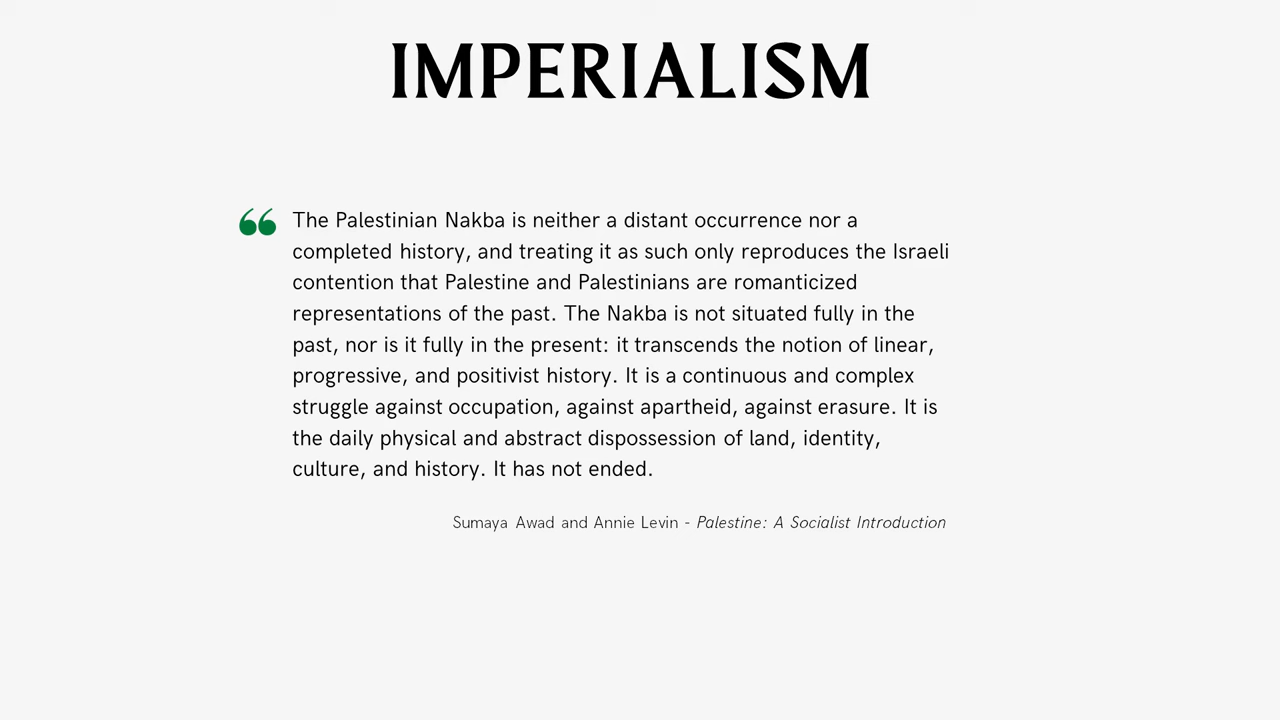 IMPERIALISM
“ The Palestinian Nakba is neither a distant occurrence nor a
completed history, and treating it as such only reproduces the Israeli
contention that Palestine and Palestinians are romanticized
representations of the past. The Nakba is not situated fully in the
past, nor is it fully in the present: it transcends the notion of linear,
progressive, and positivist history. It is a continuous and complex
struggle against occupation, against apartheid, against erasure. It is
the daily physical and abstract dispossession of land, identity,
culture, and history. It has not ended.
Sumaya Awad and Annie Levin - Palestine: A Socialist Introduction